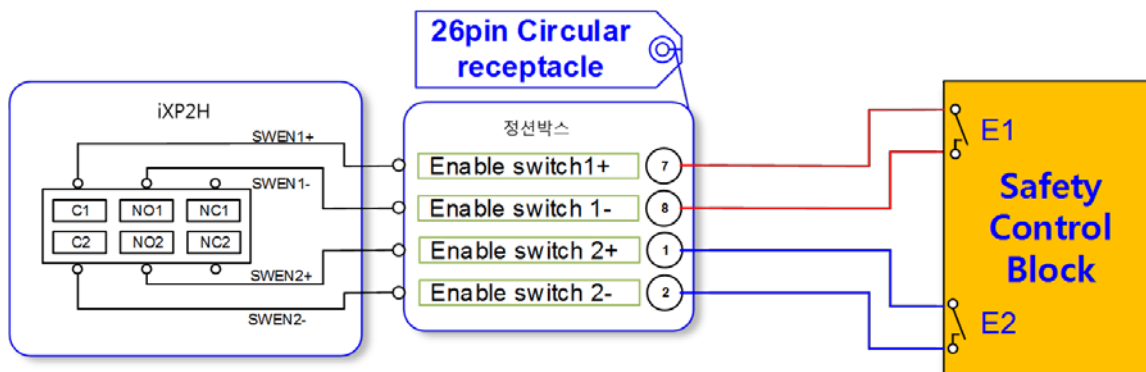 26pin Circular
receptacle
iXP2H
SWEN1+
SWEN1-
C1 NO1 NC1
C2 NO2 NC2
SWEN2+
SWEN2-
정션박스
Enable switch1+ 7
Enable switch 1- 8
Enable switch 2+ 1
Enable switch 2- 2
E1
Safety
Control
Block
E2